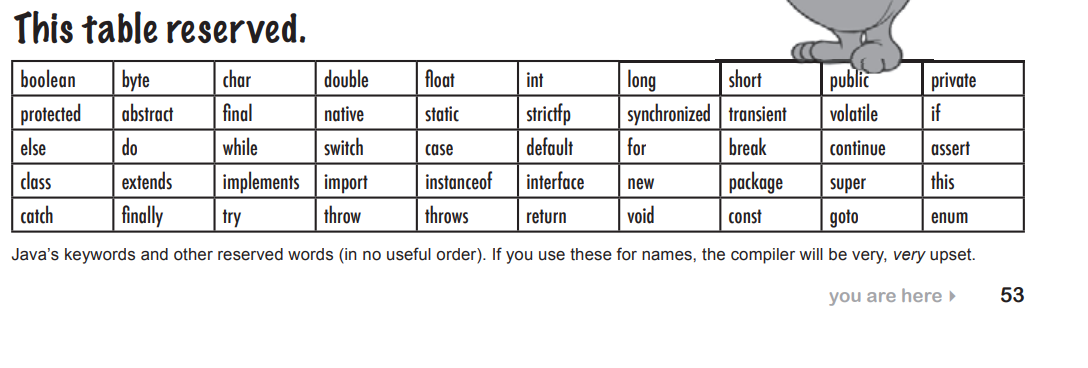 This table reserved.
boolean byte char double float int long short public private
protected abstract final native static strictfp synchronized transient volatile if
else do while switch case default for break continue assert
class extends implements import instanceof interface new package super this
catch finally try throw throws return void const goto enum
Java's keywords and other reserved words (in no useful order). If you use these for names, the compiler will be very, very upset.
you are here 53